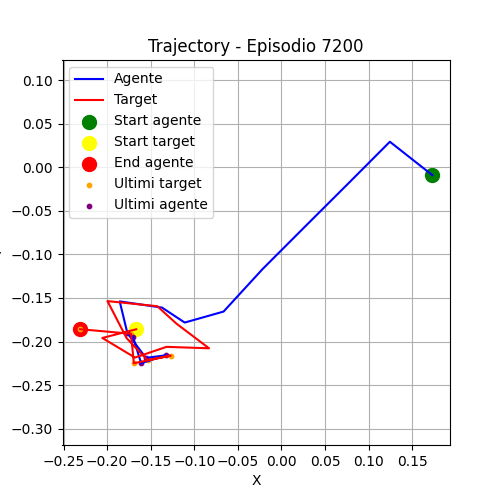 Trajectory - Episodio 7200
Agente
Target
Start agente
Start target
End agente
Ultimi target
Ultimi agente
0.10
0.05
0.00
−0.05
−0.10
−0.15
−0.20
−0.25
−0.30
−0.25 −0.20 −0.15 −0.10 −0.05 0.00 0.05 0.10 0.15
X